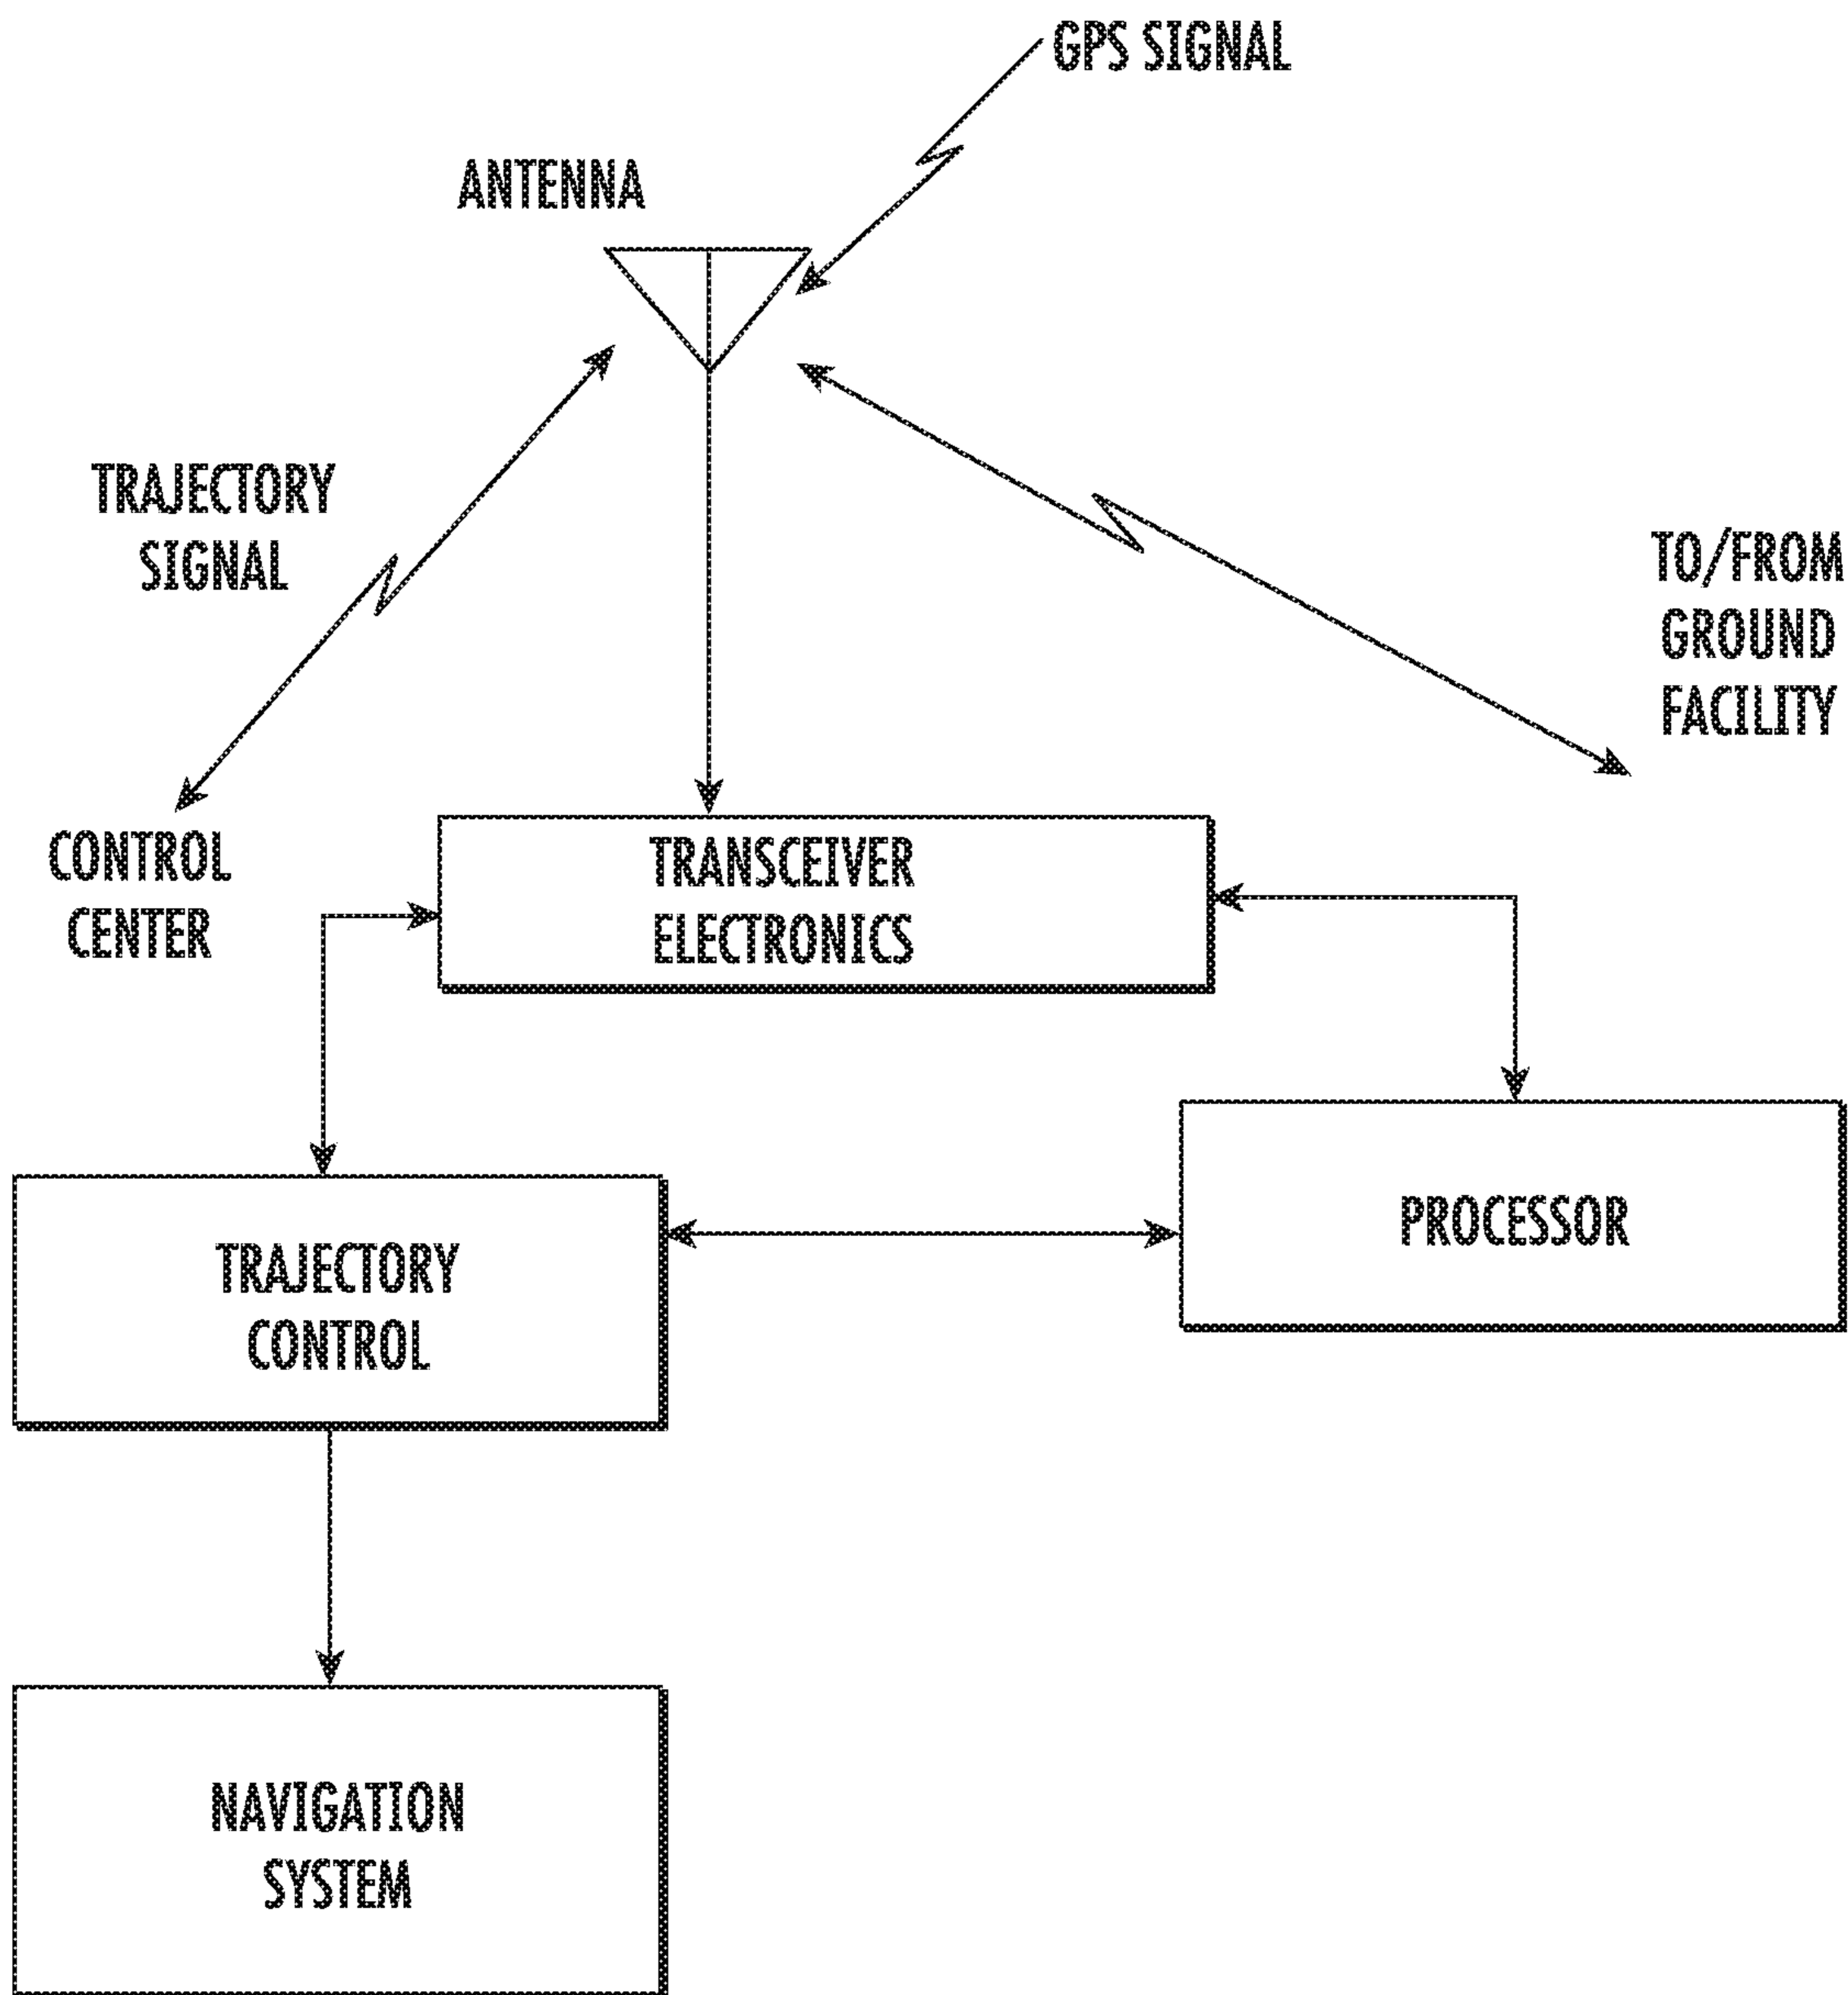 GPS SIGNAL
ANTENNA
TRAJECTORY
SIGNAL
TO/FROM
GROUND
FACILITY
CONTROL
CENTER
TRANSCEIVER
ELECTRONICS
PROCESSOR
TRAJECTORY
CONTROL
NAVIGATION
SYSTEM